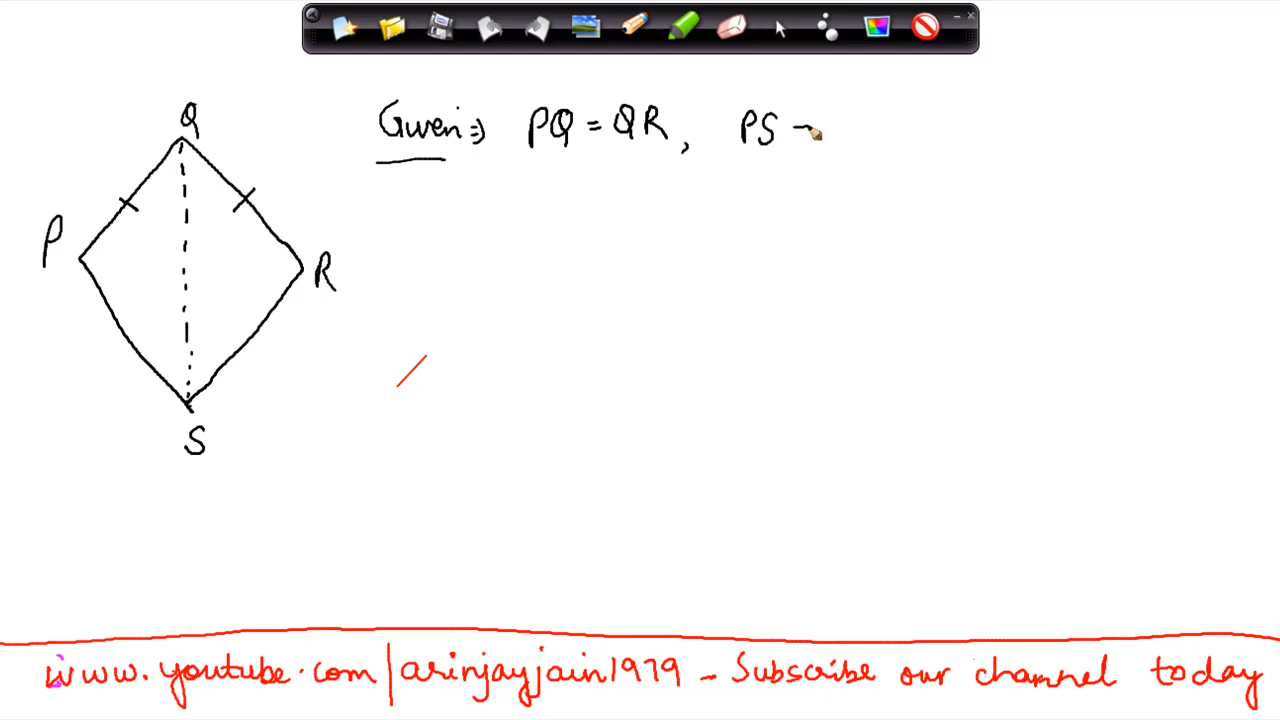 Q
Given:⇒ PQ = QR, PS -
P
R
S
www.youtube.com/arinjayjain1979 - Subscribe our channel today